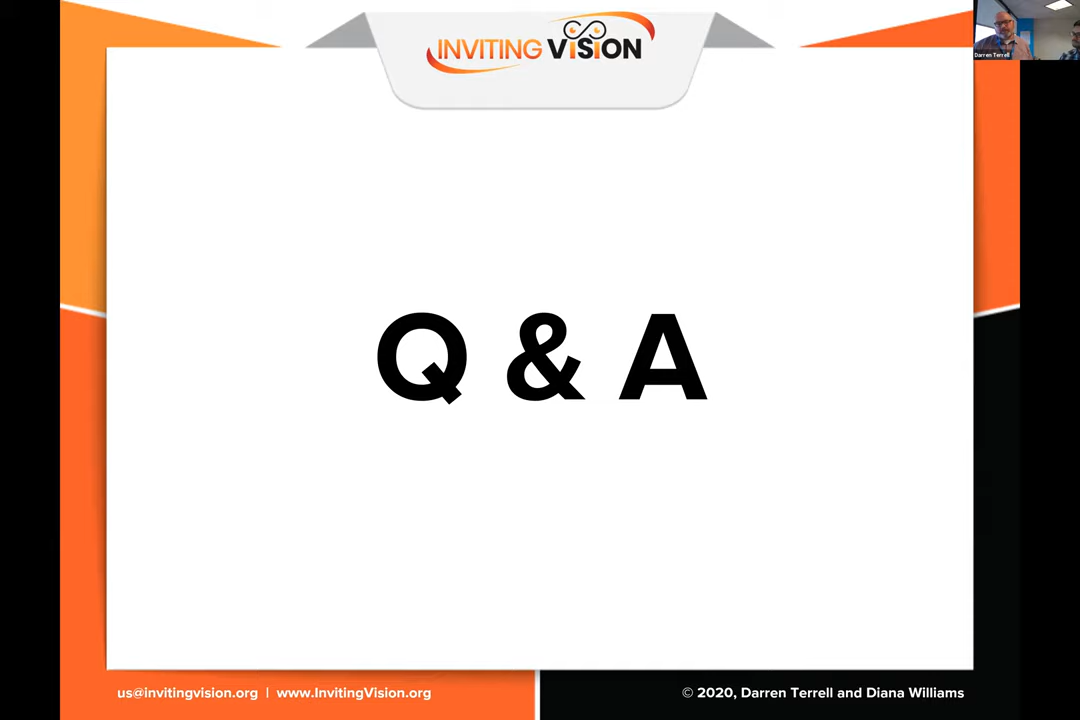 INVITING VISION
Darren Terrell
Q & A
us@invitingvision.org | www.InvitingVision.org
© 2020, Darren Terrell and Diana Williams